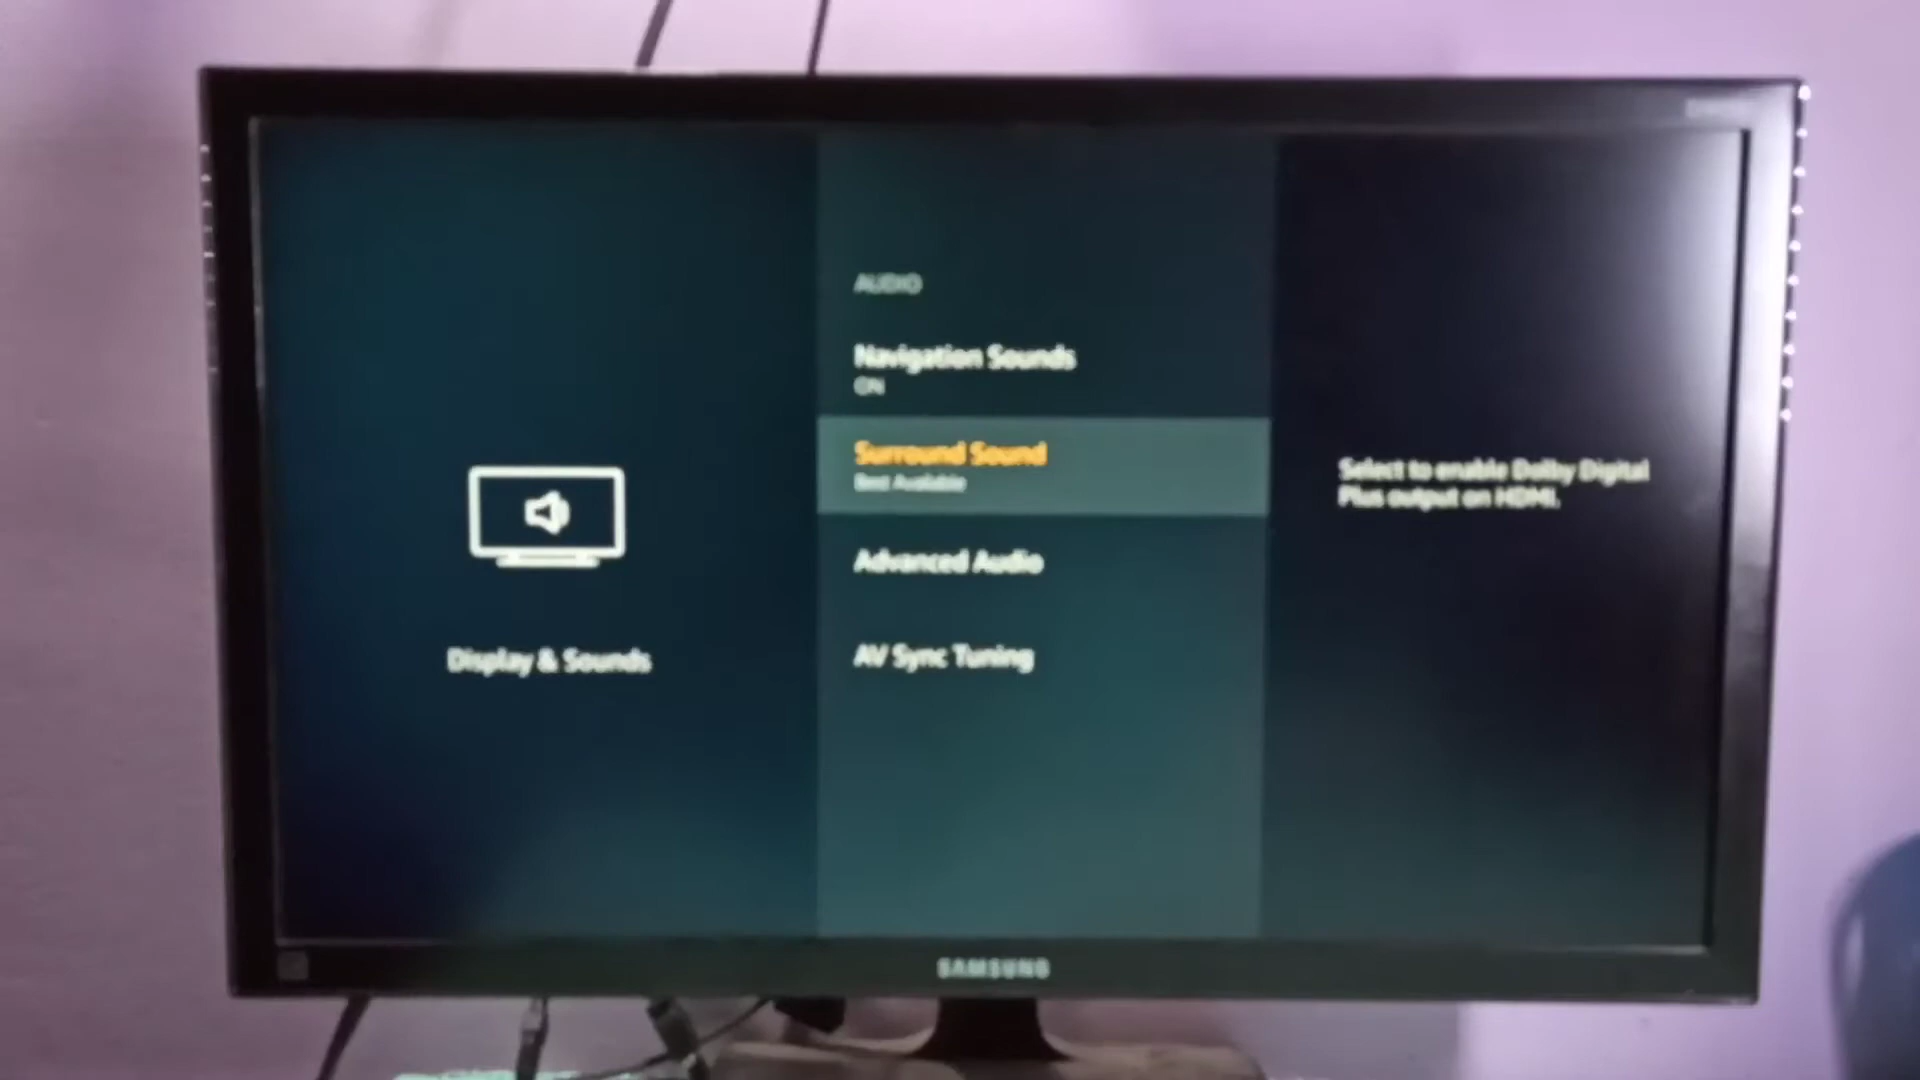 AUDIO
Navigation Sounds
ON
Surround Sound
Best Available
Select to enable Dolby Digital
Plus output on HDMI.
Advanced Audio
AV Sync Tuning
Display & Sounds
SAMSUNG